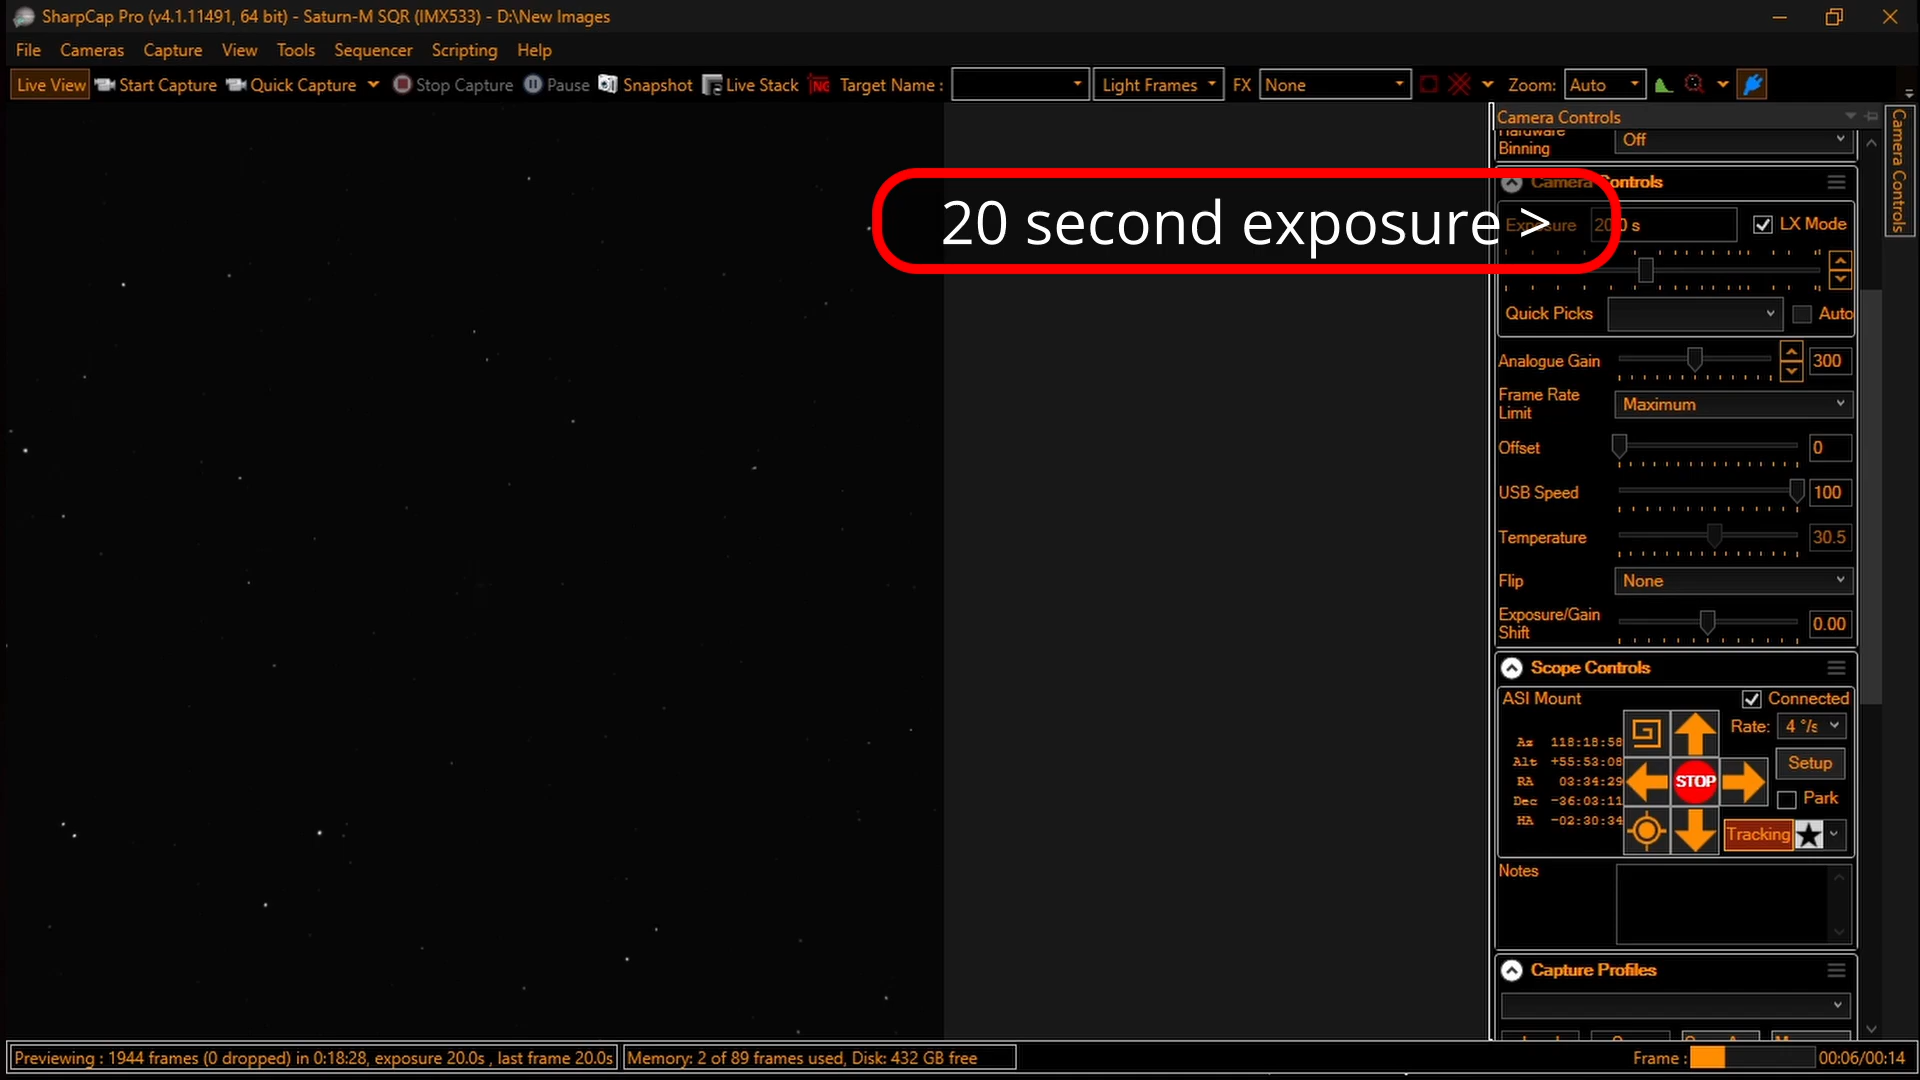 SharpCap Pro (v4.1.11491, 64 bit) - Saturn-M SQR (IMX533) - D:\New Images
File Cameras Capture View Tools Sequencer Scripting Help
Live View Start Capture Quick Capture Stop Capture Pause Snapshot Live Stack NC Target Name : Light Frames FX None Zoom: Auto
Camera Controls
Camera Controls
Hardware Binning Off
Camera Controls
20 second exposure >
Exposure 20.0 s LX Mode
Quick Picks Auto
Analogue Gain 300
Frame Rate Limit Maximum
Offset 0
USB Speed 100
Temperature 30.5
Flip None
Exposure/Gain Shift 0.00
Scope Controls
ASI Mount Connected
Rate: 4 °/s
Az 118:18:58
Alt +55:53:08
RA 03:34:29
Dec -36:03:11
HA -02:30:34
STOP
Setup
Park
Tracking
Notes
Capture Profiles
Previewing : 1944 frames (0 dropped) in 0:18:28, exposure 20.0s , last frame 20.0s
Memory: 2 of 89 frames used, Disk: 432 GB free
Frame : 00:06/00:14